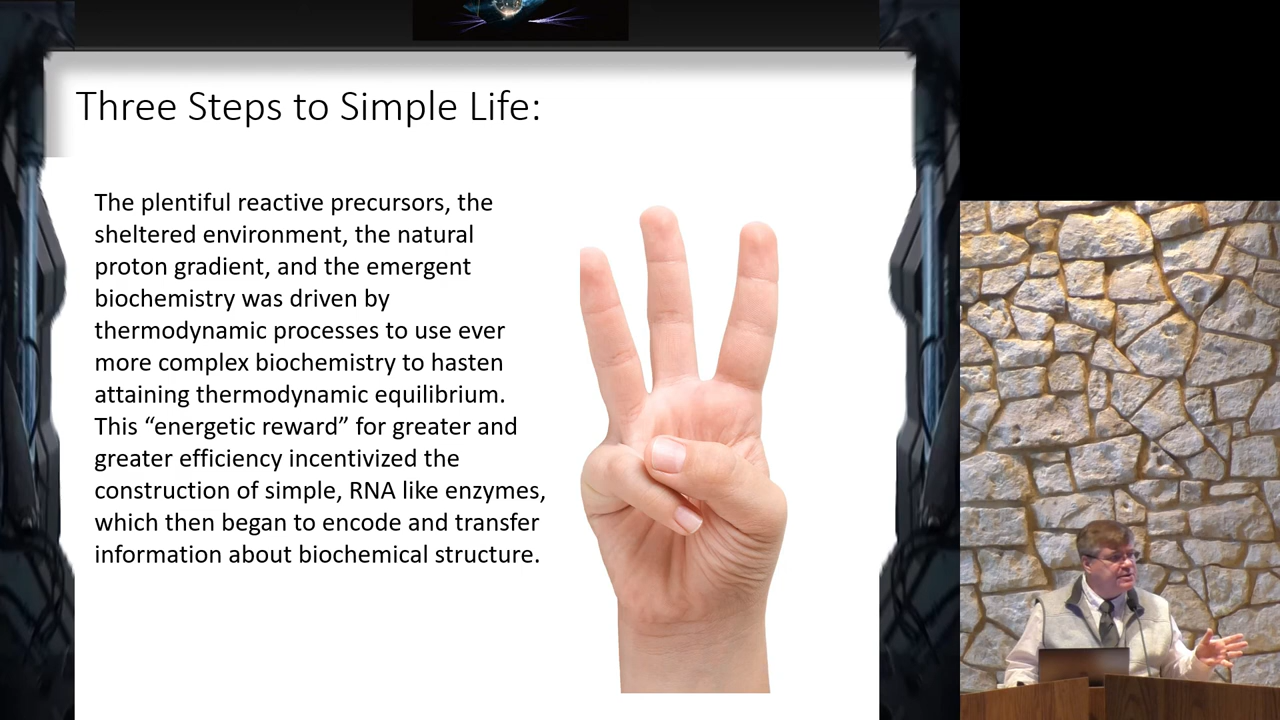 Three Steps to Simple Life:
The plentiful reactive precursors, the
sheltered environment, the natural
proton gradient, and the emergent
biochemistry was driven by
thermodynamic processes to use ever
more complex biochemistry to hasten
attaining thermodynamic equilibrium.
This “energetic reward” for greater and
greater efficiency incentivized the
construction of simple, RNA like enzymes,
which then began to encode and transfer
information about biochemical structure.